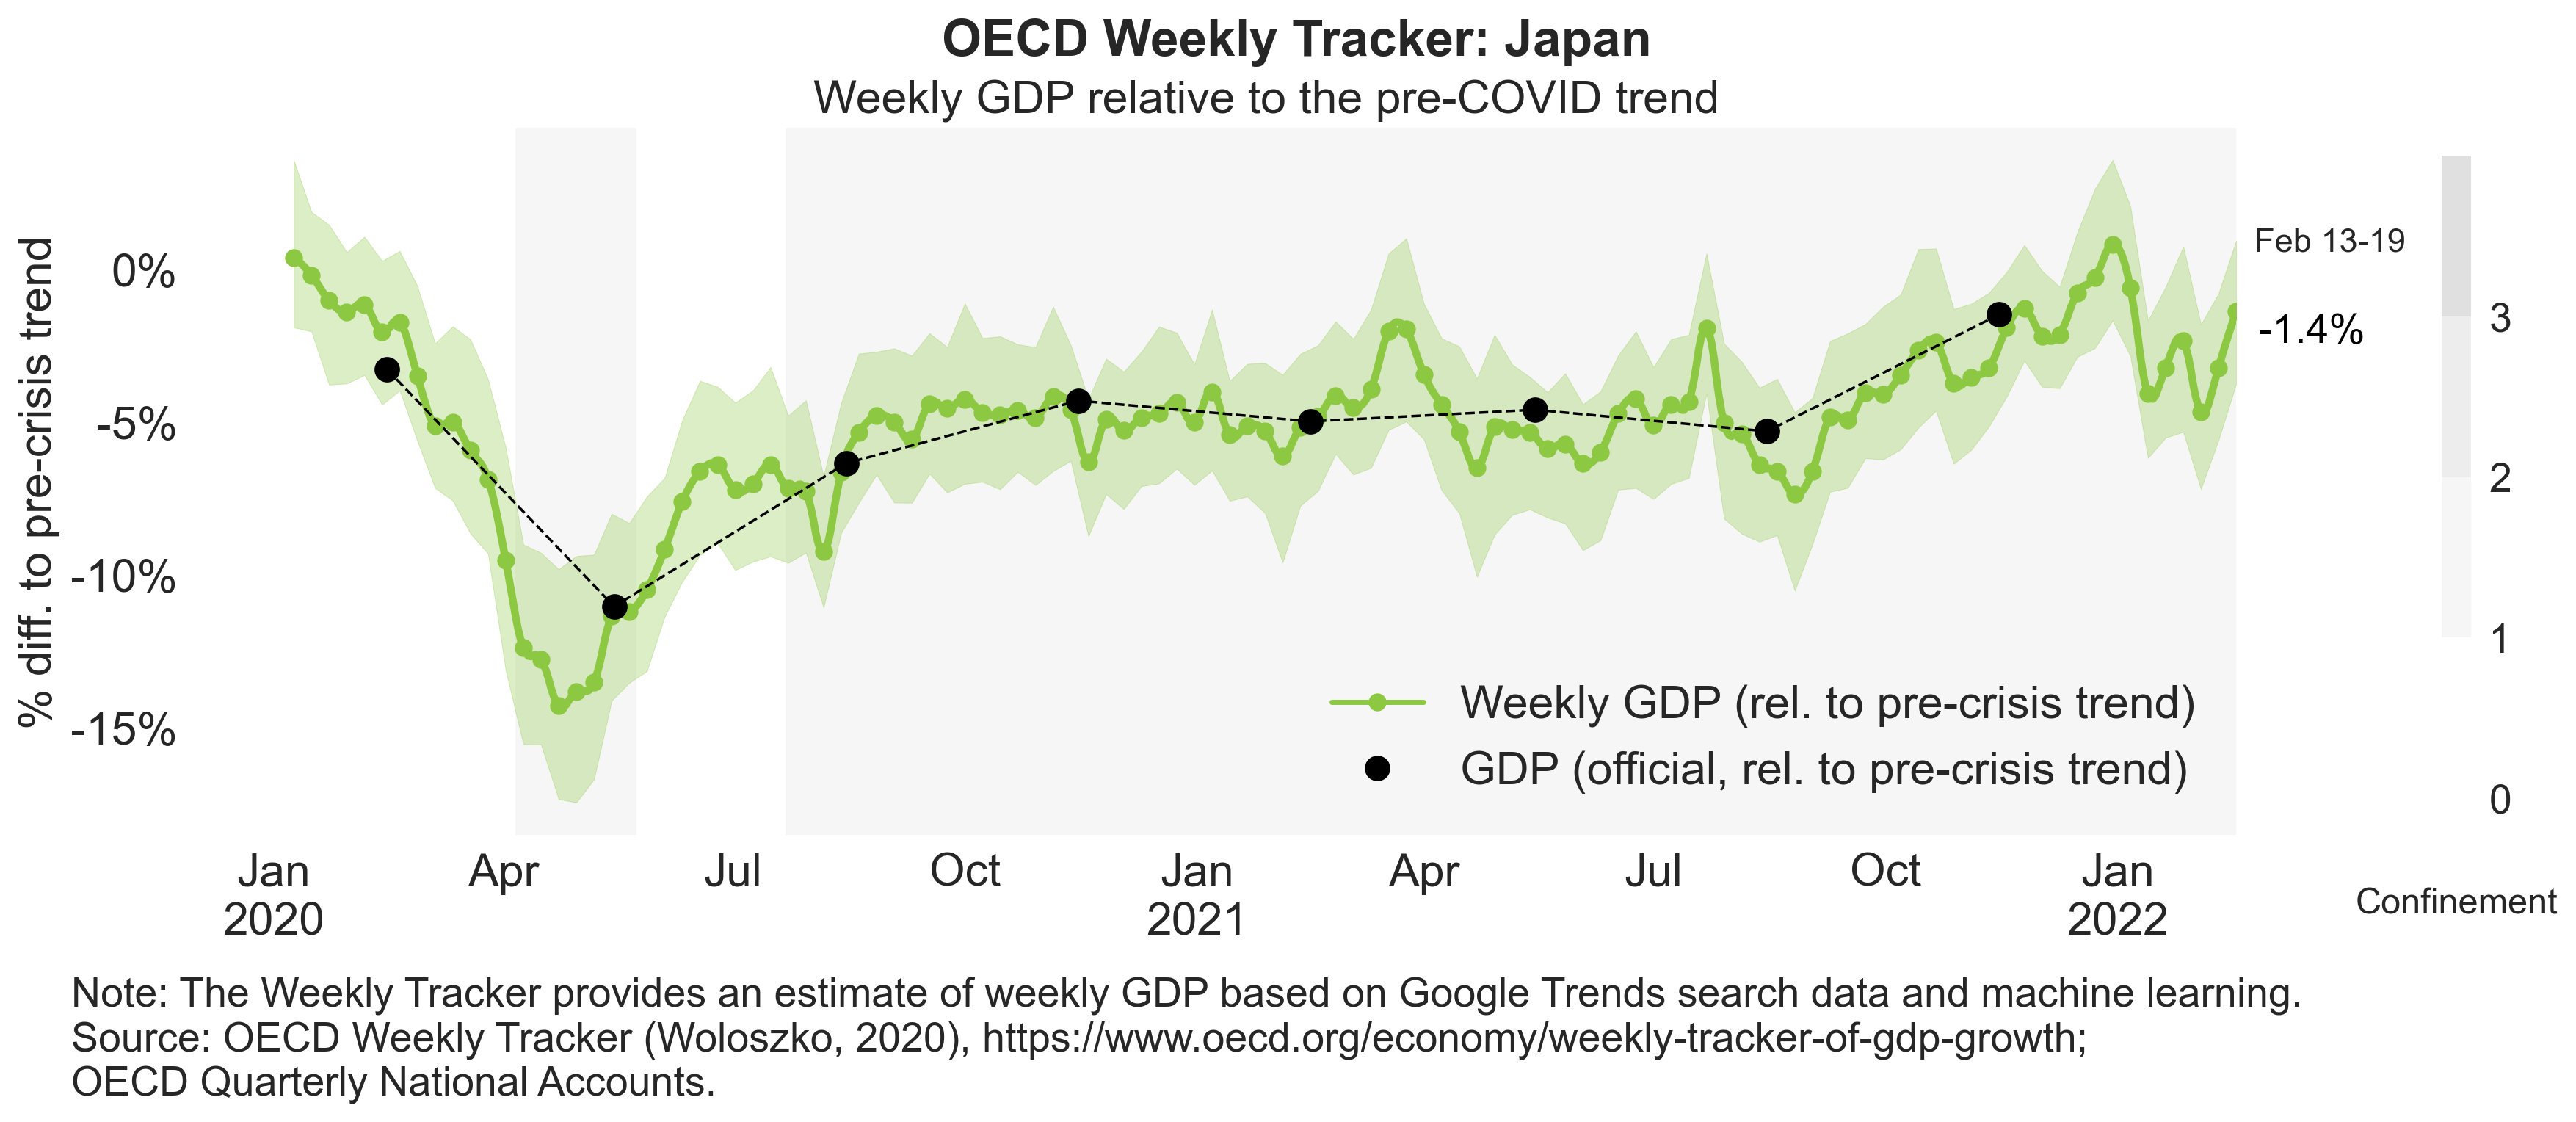 OECD Weekly Tracker: Japan
Weekly GDP relative to the pre-COVID trend
% diff. to pre-crisis trend
0%
-5%
-10%
-15%
Feb 13-19
-1.4%
3
2
1
0
Confinement
Weekly GDP (rel. to pre-crisis trend)
GDP (official, rel. to pre-crisis trend)
Jan Apr Jul Oct Jan Apr Jul Oct Jan
2020 2021 2022
Note: The Weekly Tracker provides an estimate of weekly GDP based on Google Trends search data and machine learning.
Source: OECD Weekly Tracker (Woloszko, 2020), https://www.oecd.org/economy/weekly-tracker-of-gdp-growth;
OECD Quarterly National Accounts.